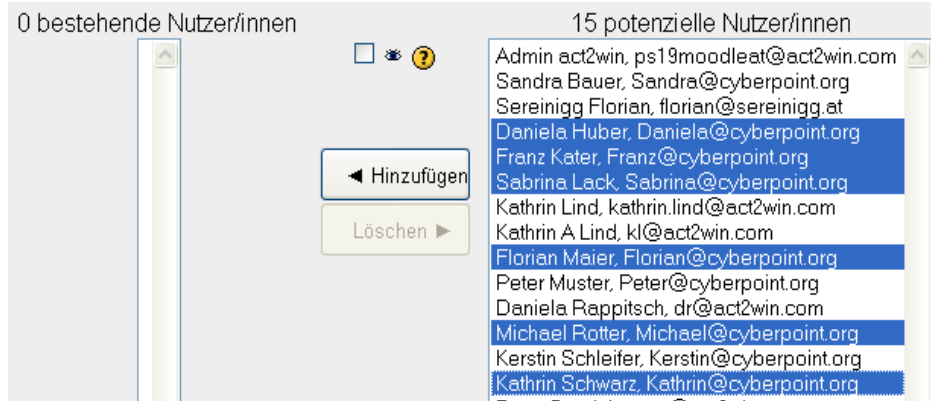 0 bestehende Nutzer/innen
15 potenzielle Nutzer/innen
?
◄ Hinzufügen
Löschen ►
Admin act2win, ps19moodleat@act2win.com
Sandra Bauer, Sandra@cyberpoint.org
Sereinigg Florian, florian@sereinigg.at
Daniela Huber, Daniela@cyberpoint.org
Franz Kater, Franz@cyberpoint.org
Sabrina Lack, Sabrina@cyberpoint.org
Kathrin Lind, kathrin.lind@act2win.com
Kathrin A Lind, kl@act2win.com
Florian Maier, Florian@cyberpoint.org
Peter Muster, Peter@cyberpoint.org
Daniela Rappitsch, dr@act2win.com
Michael Rotter, Michael@cyberpoint.org
Kerstin Schleifer, Kerstin@cyberpoint.org
Kathrin Schwarz, Kathrin@cyberpoint.org